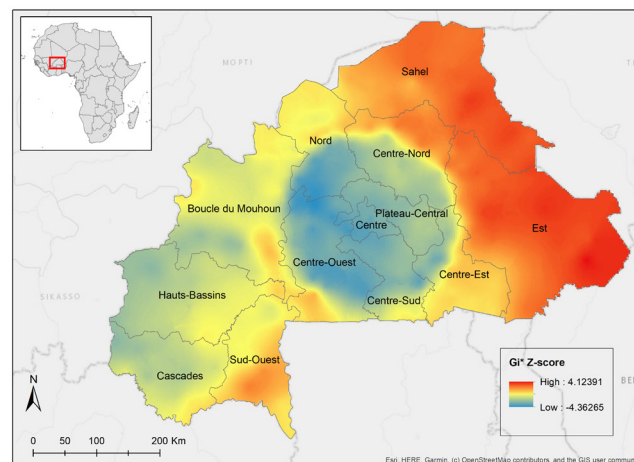 MOPTI
Sahel
Nord
Centre-Nord
Boucle du Mouhoun
Plateau-Central
Centre
Est
Centre-Ouest
Centre-Est
SIKASSO
Hauts-Bassins
Centre-Sud
Sud-Ouest
Cascades
Gi* Z-score
High : 4.12391
Low : -4.36265
N
0 50 100 200 Km
Esri, HERE, Garmin, (c) OpenStreetMap contributors, and the GIS user commun